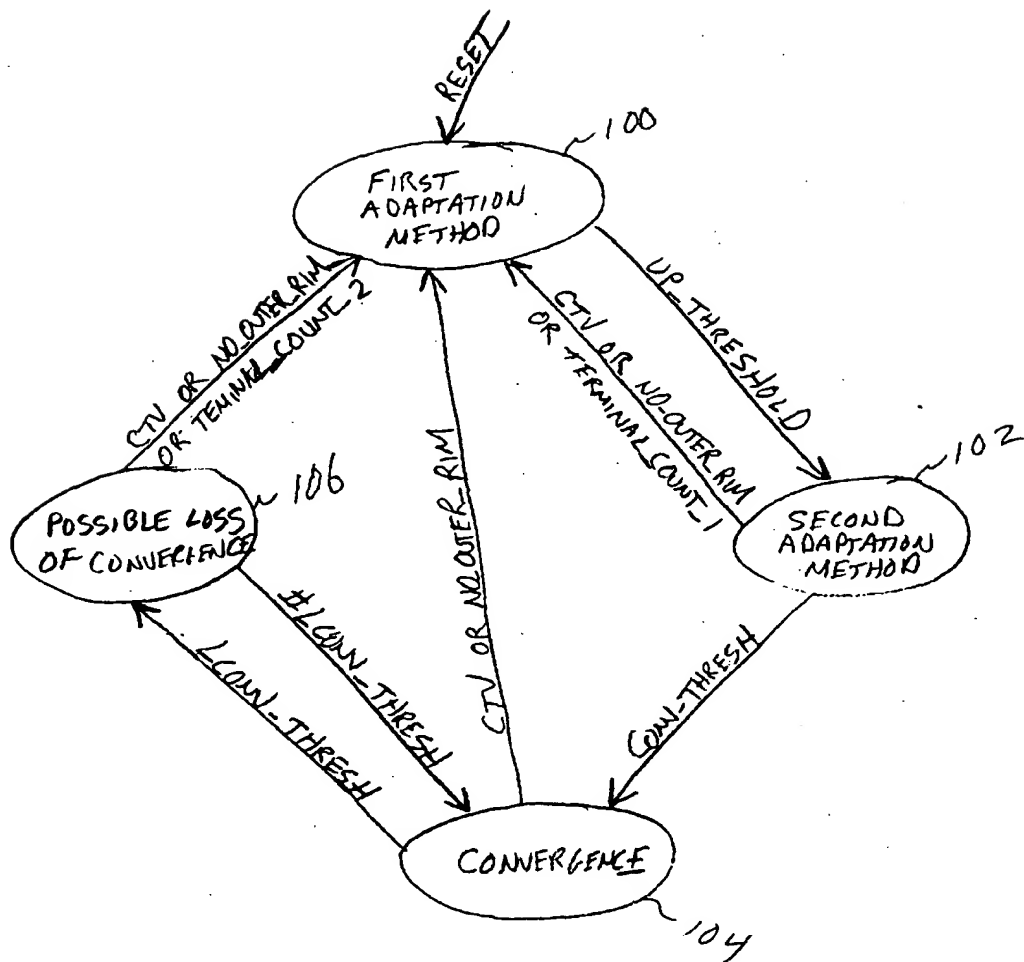 RESET
100
FIRST
ADAPTATION
METHOD
UP_THRESHOLD
CTV OR NO_OUTER_RIM
OR TEMINAL_COUNT_2
CTV OR NO_OUTER_RIM
OR TERMINAL_COUNT_1
102
SECOND
ADAPTATION
METHOD
106
POSSIBLE LOSS
OF CONVERGENCE
CTV OR NO_OUTER_RIM
#LCONV_THRESH
LCONV_THRESH
CONV_THRESH
CONVERGENCE
104